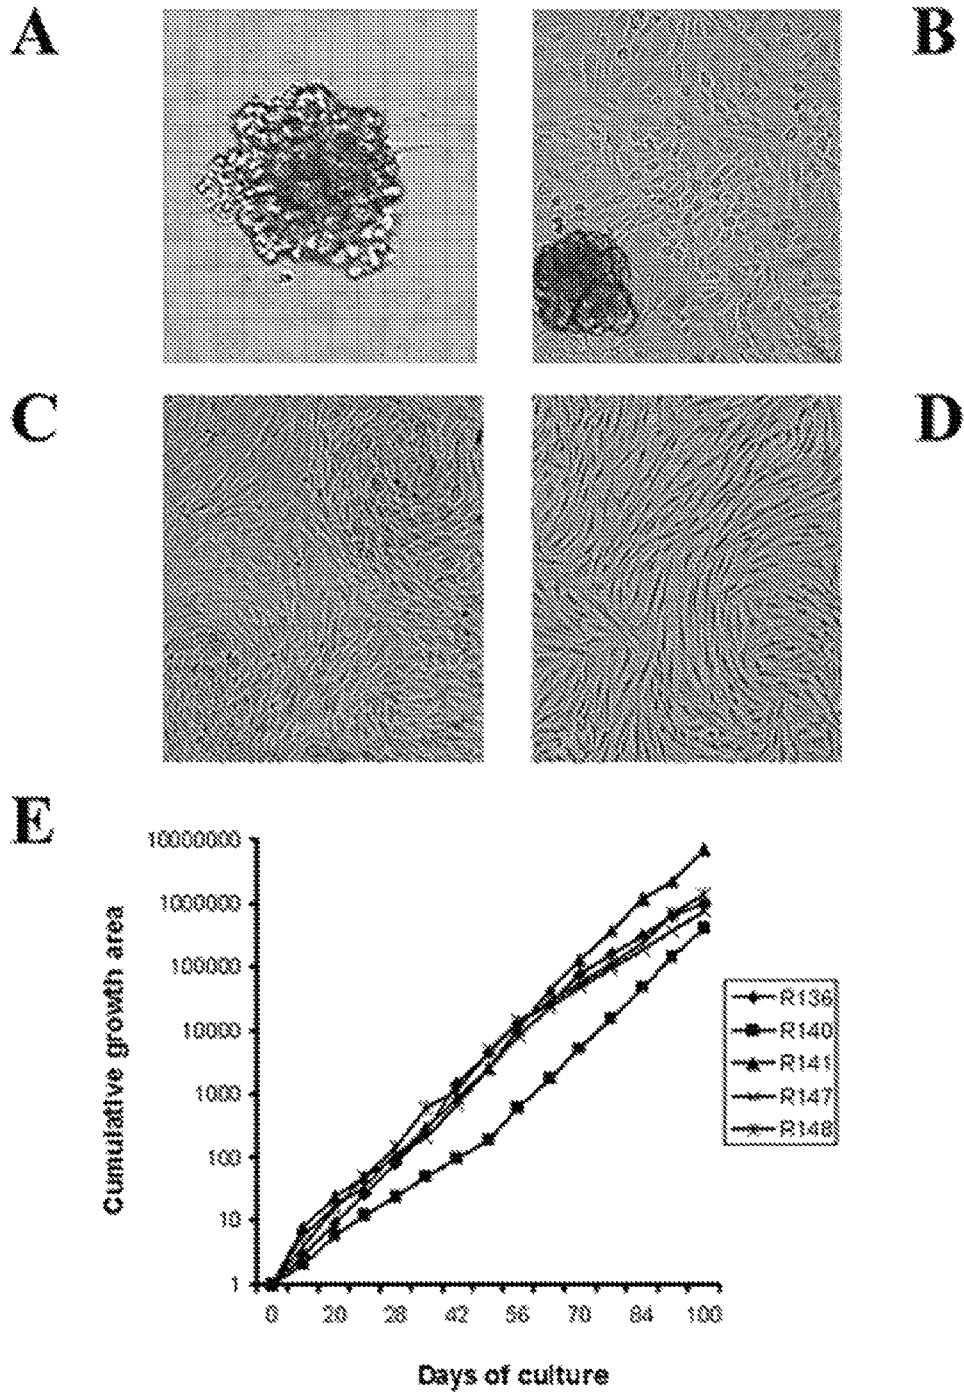 A
B
C
D
E
10000000
1000000
100000
10000
1000
100
10
1
Cumulative growth area
0 20 28 42 56 70 84 100
Days of culture
R136
R140
R141
R147
R148